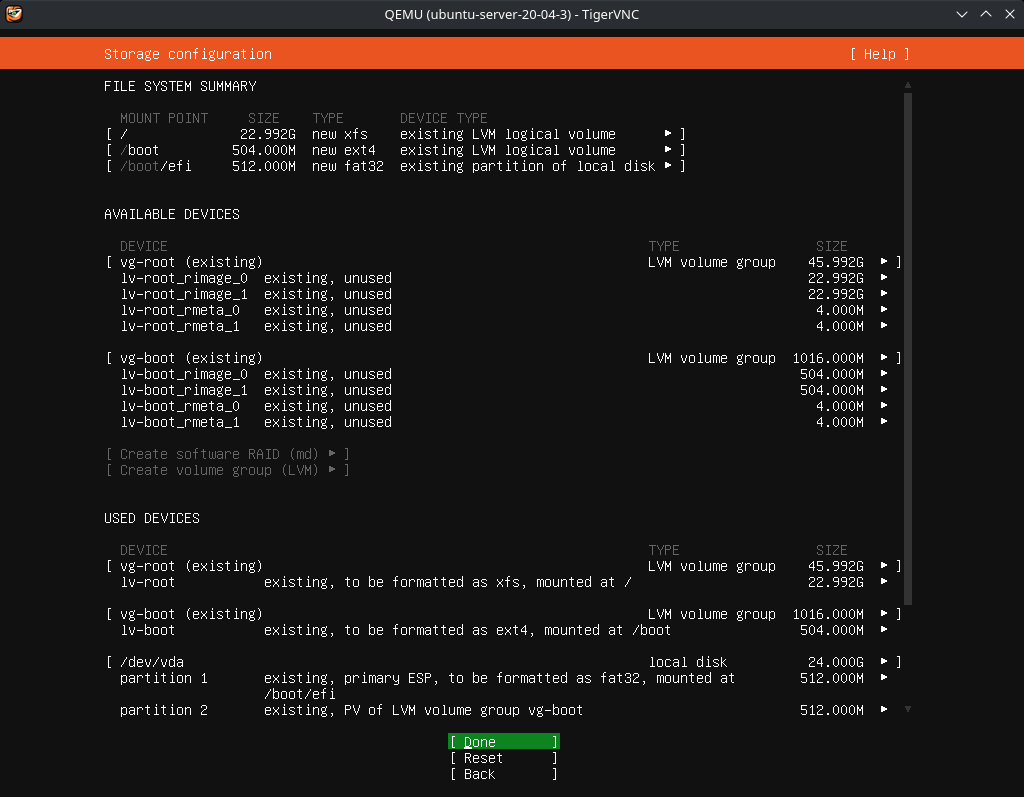 QEMU (ubuntu-server-20-04-3) - TigerVNC
Storage configuration [ Help ]
FILE SYSTEM SUMMARY
MOUNT POINT SIZE TYPE DEVICE TYPE
[ / 22.992G new xfs existing LVM logical volume ▸ ]
[ /boot 504.000M new ext4 existing LVM logical volume ▸ ]
[ /boot/efi 512.000M new fat32 existing partition of local disk ▸ ]
AVAILABLE DEVICES
DEVICE TYPE SIZE
[ vg-root (existing) LVM volume group 45.992G ▸ ]
lv-root_rimage_0 existing, unused 22.992G ▸
lv-root_rimage_1 existing, unused 22.992G ▸
lv-root_rmeta_0 existing, unused 4.000M ▸
lv-root_rmeta_1 existing, unused 4.000M ▸
[ vg-boot (existing) LVM volume group 1016.000M ▸ ]
lv-boot_rimage_0 existing, unused 504.000M ▸
lv-boot_rimage_1 existing, unused 504.000M ▸
lv-boot_rmeta_0 existing, unused 4.000M ▸
lv-boot_rmeta_1 existing, unused 4.000M ▸
[ Create software RAID (md) ▸ ]
[ Create volume group (LVM) ▸ ]
USED DEVICES
DEVICE TYPE SIZE
[ vg-root (existing) LVM volume group 45.992G ▸ ]
lv-root existing, to be formatted as xfs, mounted at / 22.992G ▸
[ vg-boot (existing) LVM volume group 1016.000M ▸ ]
lv-boot existing, to be formatted as ext4, mounted at /boot 504.000M ▸
[ /dev/vda local disk 24.000G ▸ ]
partition 1 existing, primary ESP, to be formatted as fat32, mounted at 512.000M ▸
/boot/efi
partition 2 existing, PV of LVM volume group vg-boot 512.000M ▸
[ Done ]
[ Reset ]
[ Back ]